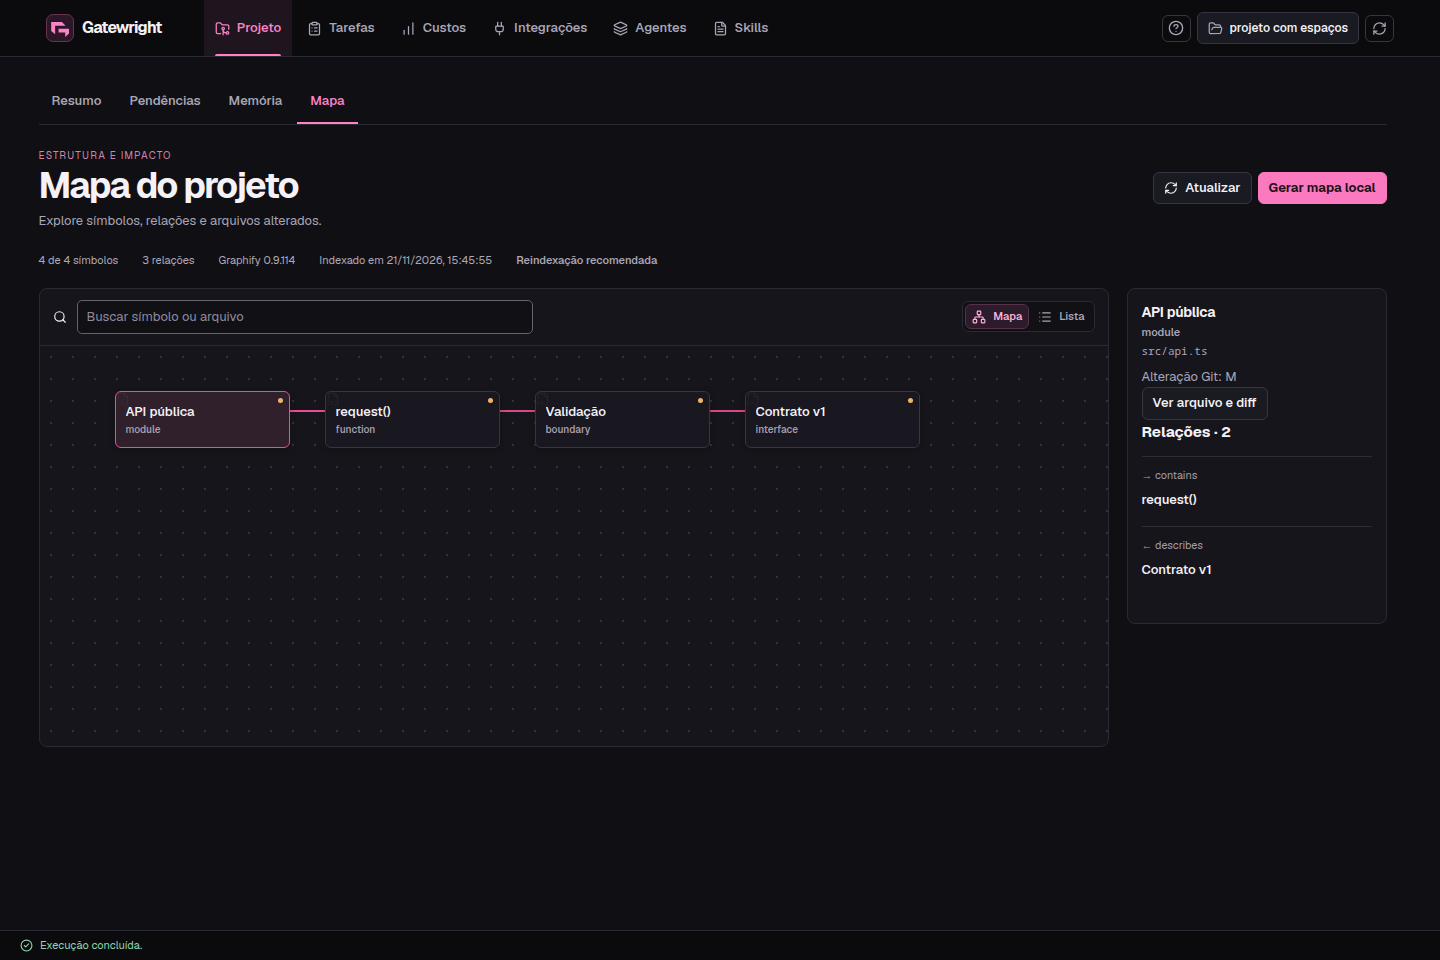 Gatewright
Projeto
Tarefas
Custos
Integrações
Agentes
Skills
projeto com espaços
Resumo
Pendências
Memória
Mapa
ESTRUTURA E IMPACTO
Mapa do projeto
Explore símbolos, relações e arquivos alterados.
Atualizar
Gerar mapa local
4 de 4 símbolos
3 relações
Graphify 0.9.114
Indexado em 21/11/2026, 15:45:55
Reindexação recomendada
Buscar símbolo ou arquivo
Mapa
Lista
API pública
module
request()
function
Validação
boundary
Contrato v1
interface
API pública
module
src/api.ts
Alteração Git: M
Ver arquivo e diff
Relações · 2
→ contains
request()
← describes
Contrato v1
Execução concluída.